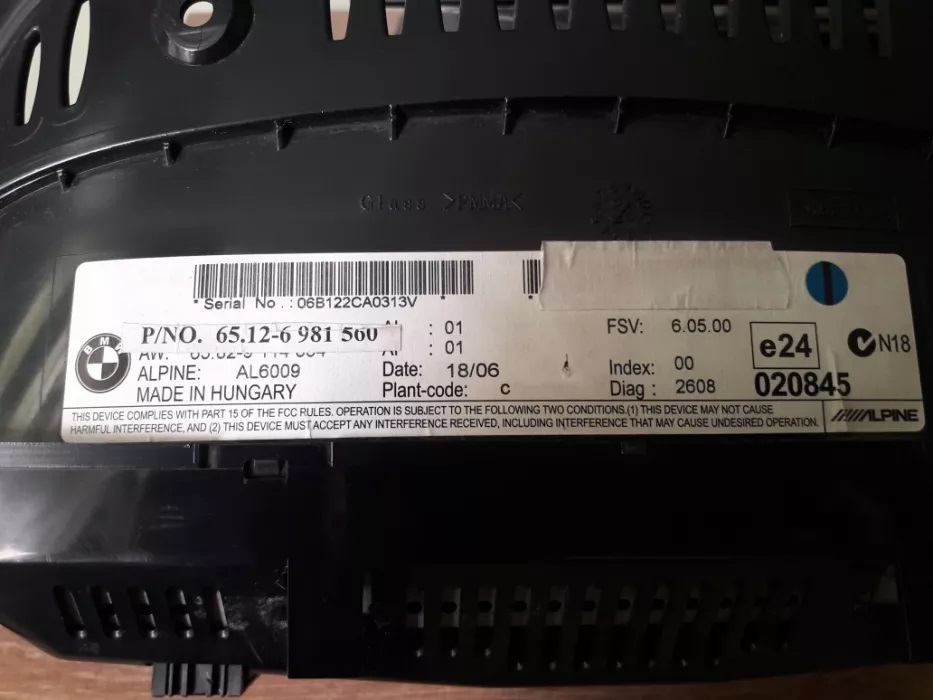 Glass >PMMA<
* Serial No.: 06B122CA0313V *
BMW
P/NO. 65.12-6 981 560
: 01
FSV: 6.05.00
AW:
: 01
ALPINE: AL6009
Date: 18/06
Index: 00
e24
N18
MADE IN HUNGARY
Plant-code: C
Diag : 2608
020845
THIS DEVICE COMPLIES WITH PART 15 OF THE FCC RULES. OPERATION IS SUBJECT TO THE FOLLOWING TWO CONDITIONS.(1) THIS DEVICE MAY NOT CAUSE
HARMFUL INTERFERENCE, AND (2) THIS DEVICE MUST ACCEPT ANY INTERFERENCE RECEIVED, INCLUDING INTERFERENCE THAT MAY CAUSE UNDESIRED OPERATION.
ALPINE